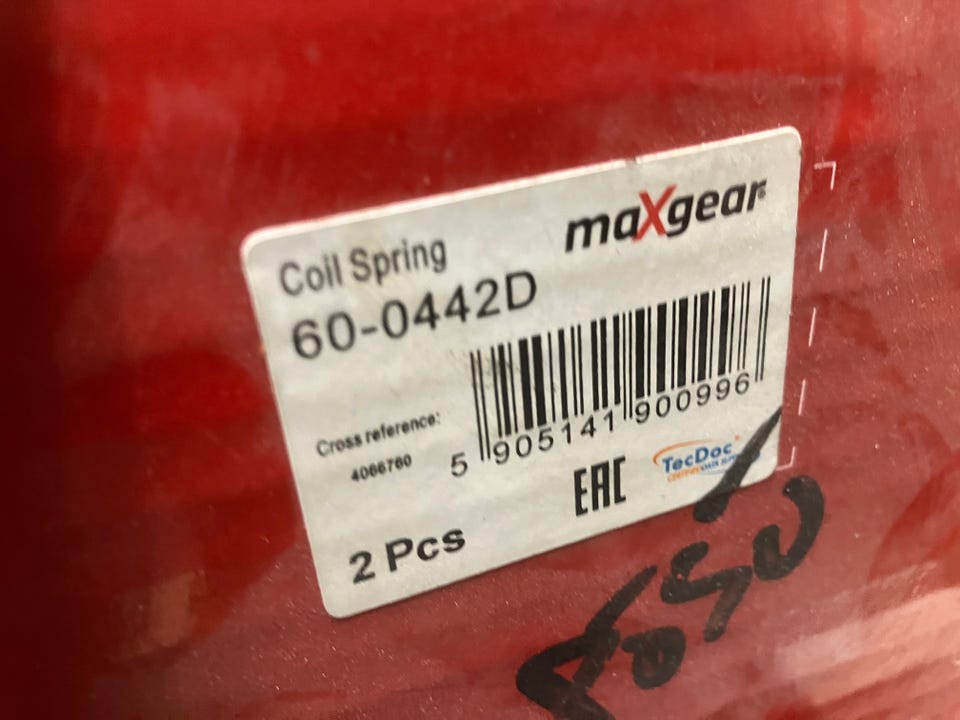 Coil Spring
maXgear
60-0442D
Cross reference:
4066760
5 905141 900996
EAC
TecDoc
2 Pcs